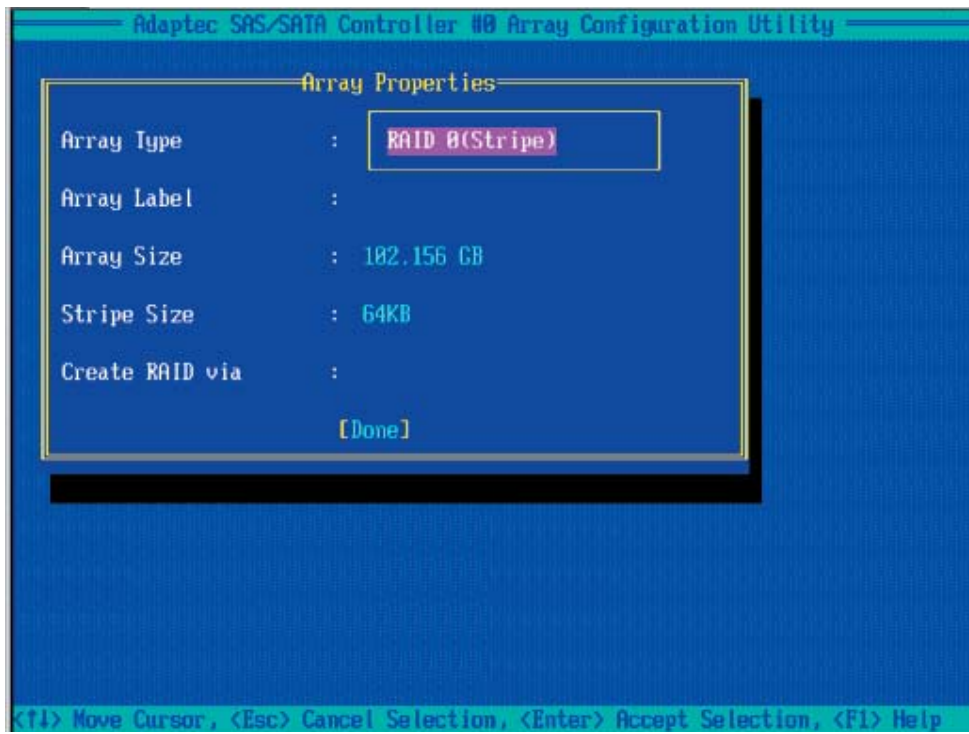 Adaptec SAS/SATA Controller #0 Array Configuration Utility
Array Properties
Array Type : RAID 0(Stripe)
Array Label :
Array Size : 102.156 GB
Stripe Size : 64KB
Create RAID via :
[Done]
<↑↓> Move Cursor, <Esc> Cancel Selection, <Enter> Accept Selection, <F1> Help